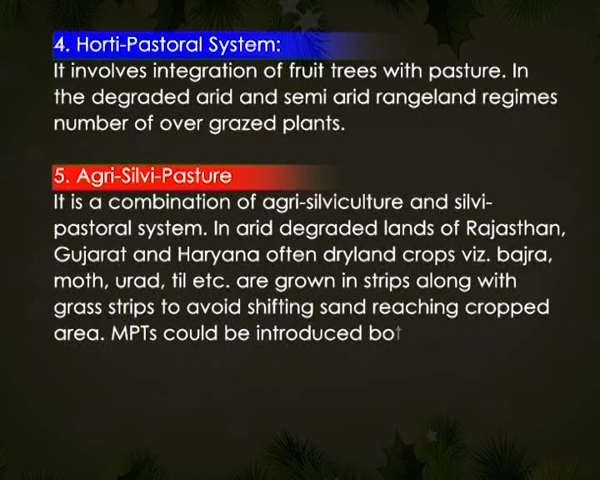 4. Horti-Pastoral System:
It involves integration of fruit trees with pasture. In
the degraded arid and semi arid rangeland regimes
number of over grazed plants.
5. Agri-Silvi-Pasture
It is a combination of agri-silviculture and silvi-
pastoral system. In arid degraded lands of Rajasthan,
Gujarat and Haryana often dryland crops viz. bajra,
moth, urad, til etc. are grown in strips along with
grass strips to avoid shifting sand reaching cropped
area. MPTs could be introduced bot